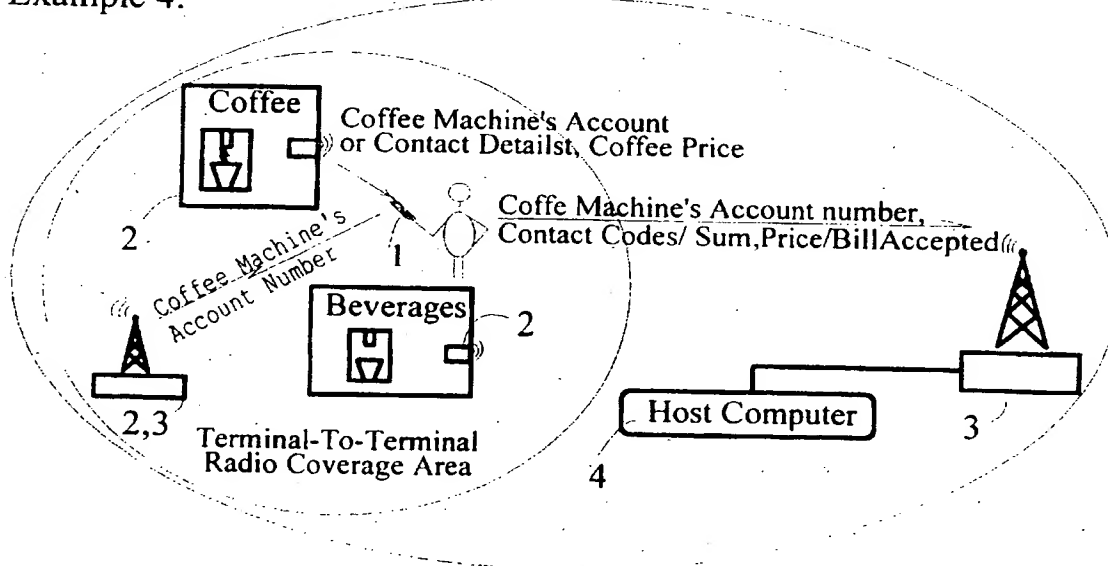 Example 4.
Coffee
Coffee Machine's Account
or Contact Detailst, Coffee Price
2
Coffe Machine's Account number,
Contact Codes/ Sum,Price/BillAccepted
1
Coffee Machine's
Account Number
Beverages
2
2,3
Terminal-To-Terminal
Radio Coverage Area
Host Computer
3
4